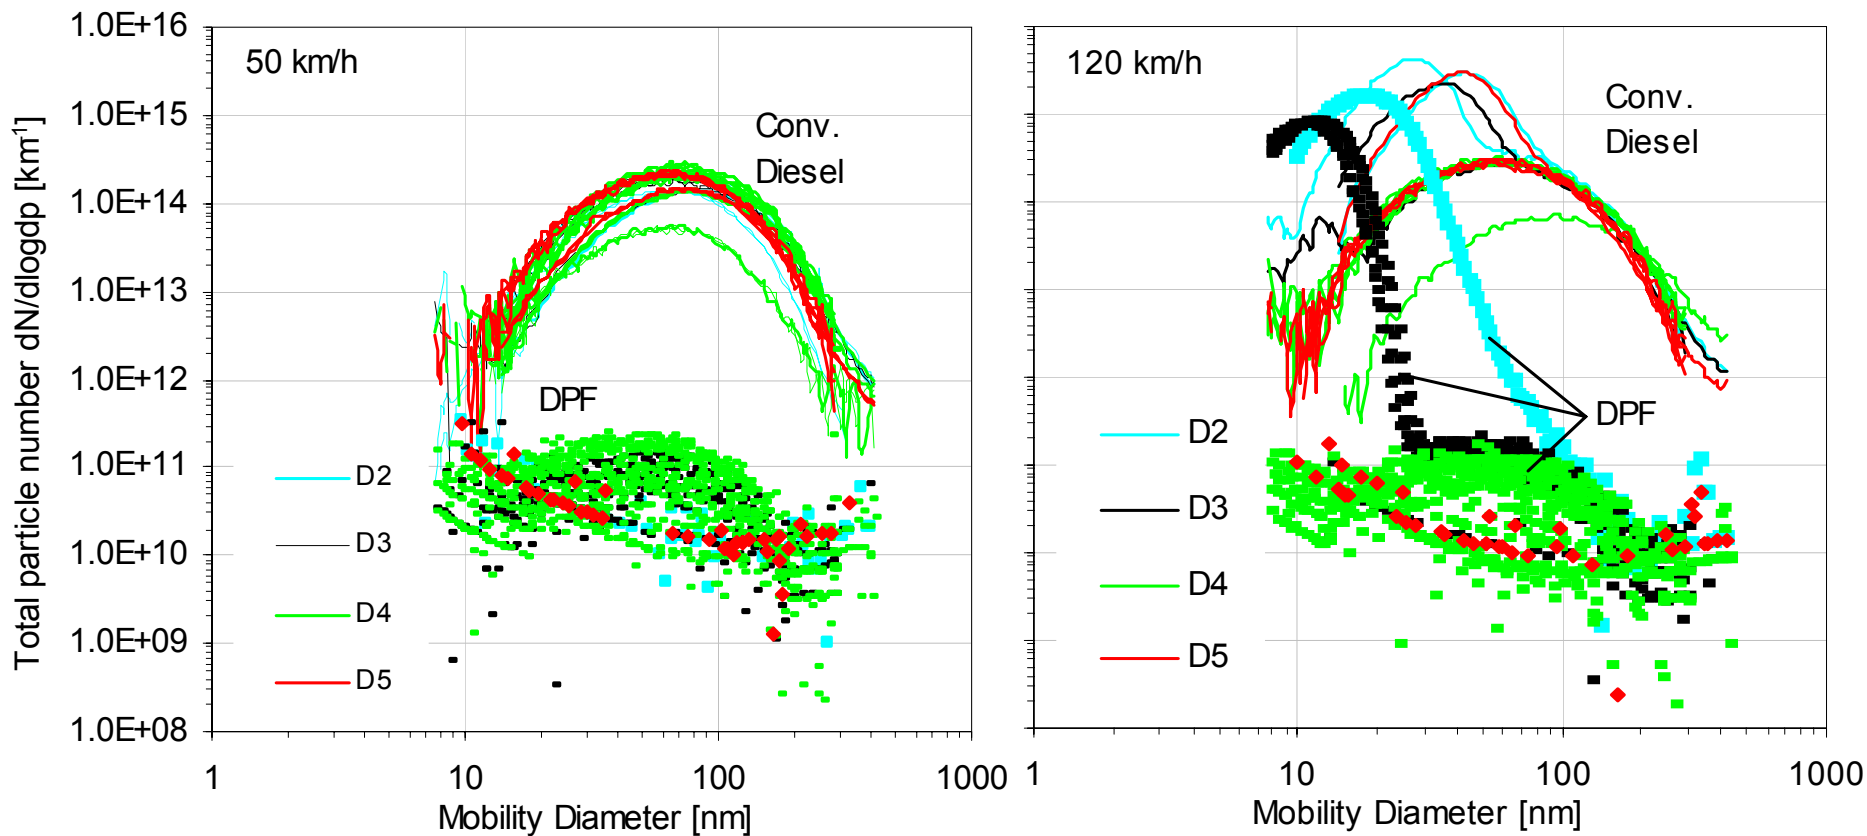 Total particle number dN/dlogdp [km-1]
1.0E+16
1.0E+15
1.0E+14
1.0E+13
1.0E+12
1.0E+11
1.0E+10
1.0E+09
1.0E+08
50 km/h
Conv.
Diesel
DPF
D2
D3
D4
D5
1
10
100
1000
Mobility Diameter [nm]
120 km/h
Conv.
Diesel
DPF
D2
D3
D4
D5
1
10
100
1000
Mobility Diameter [nm]